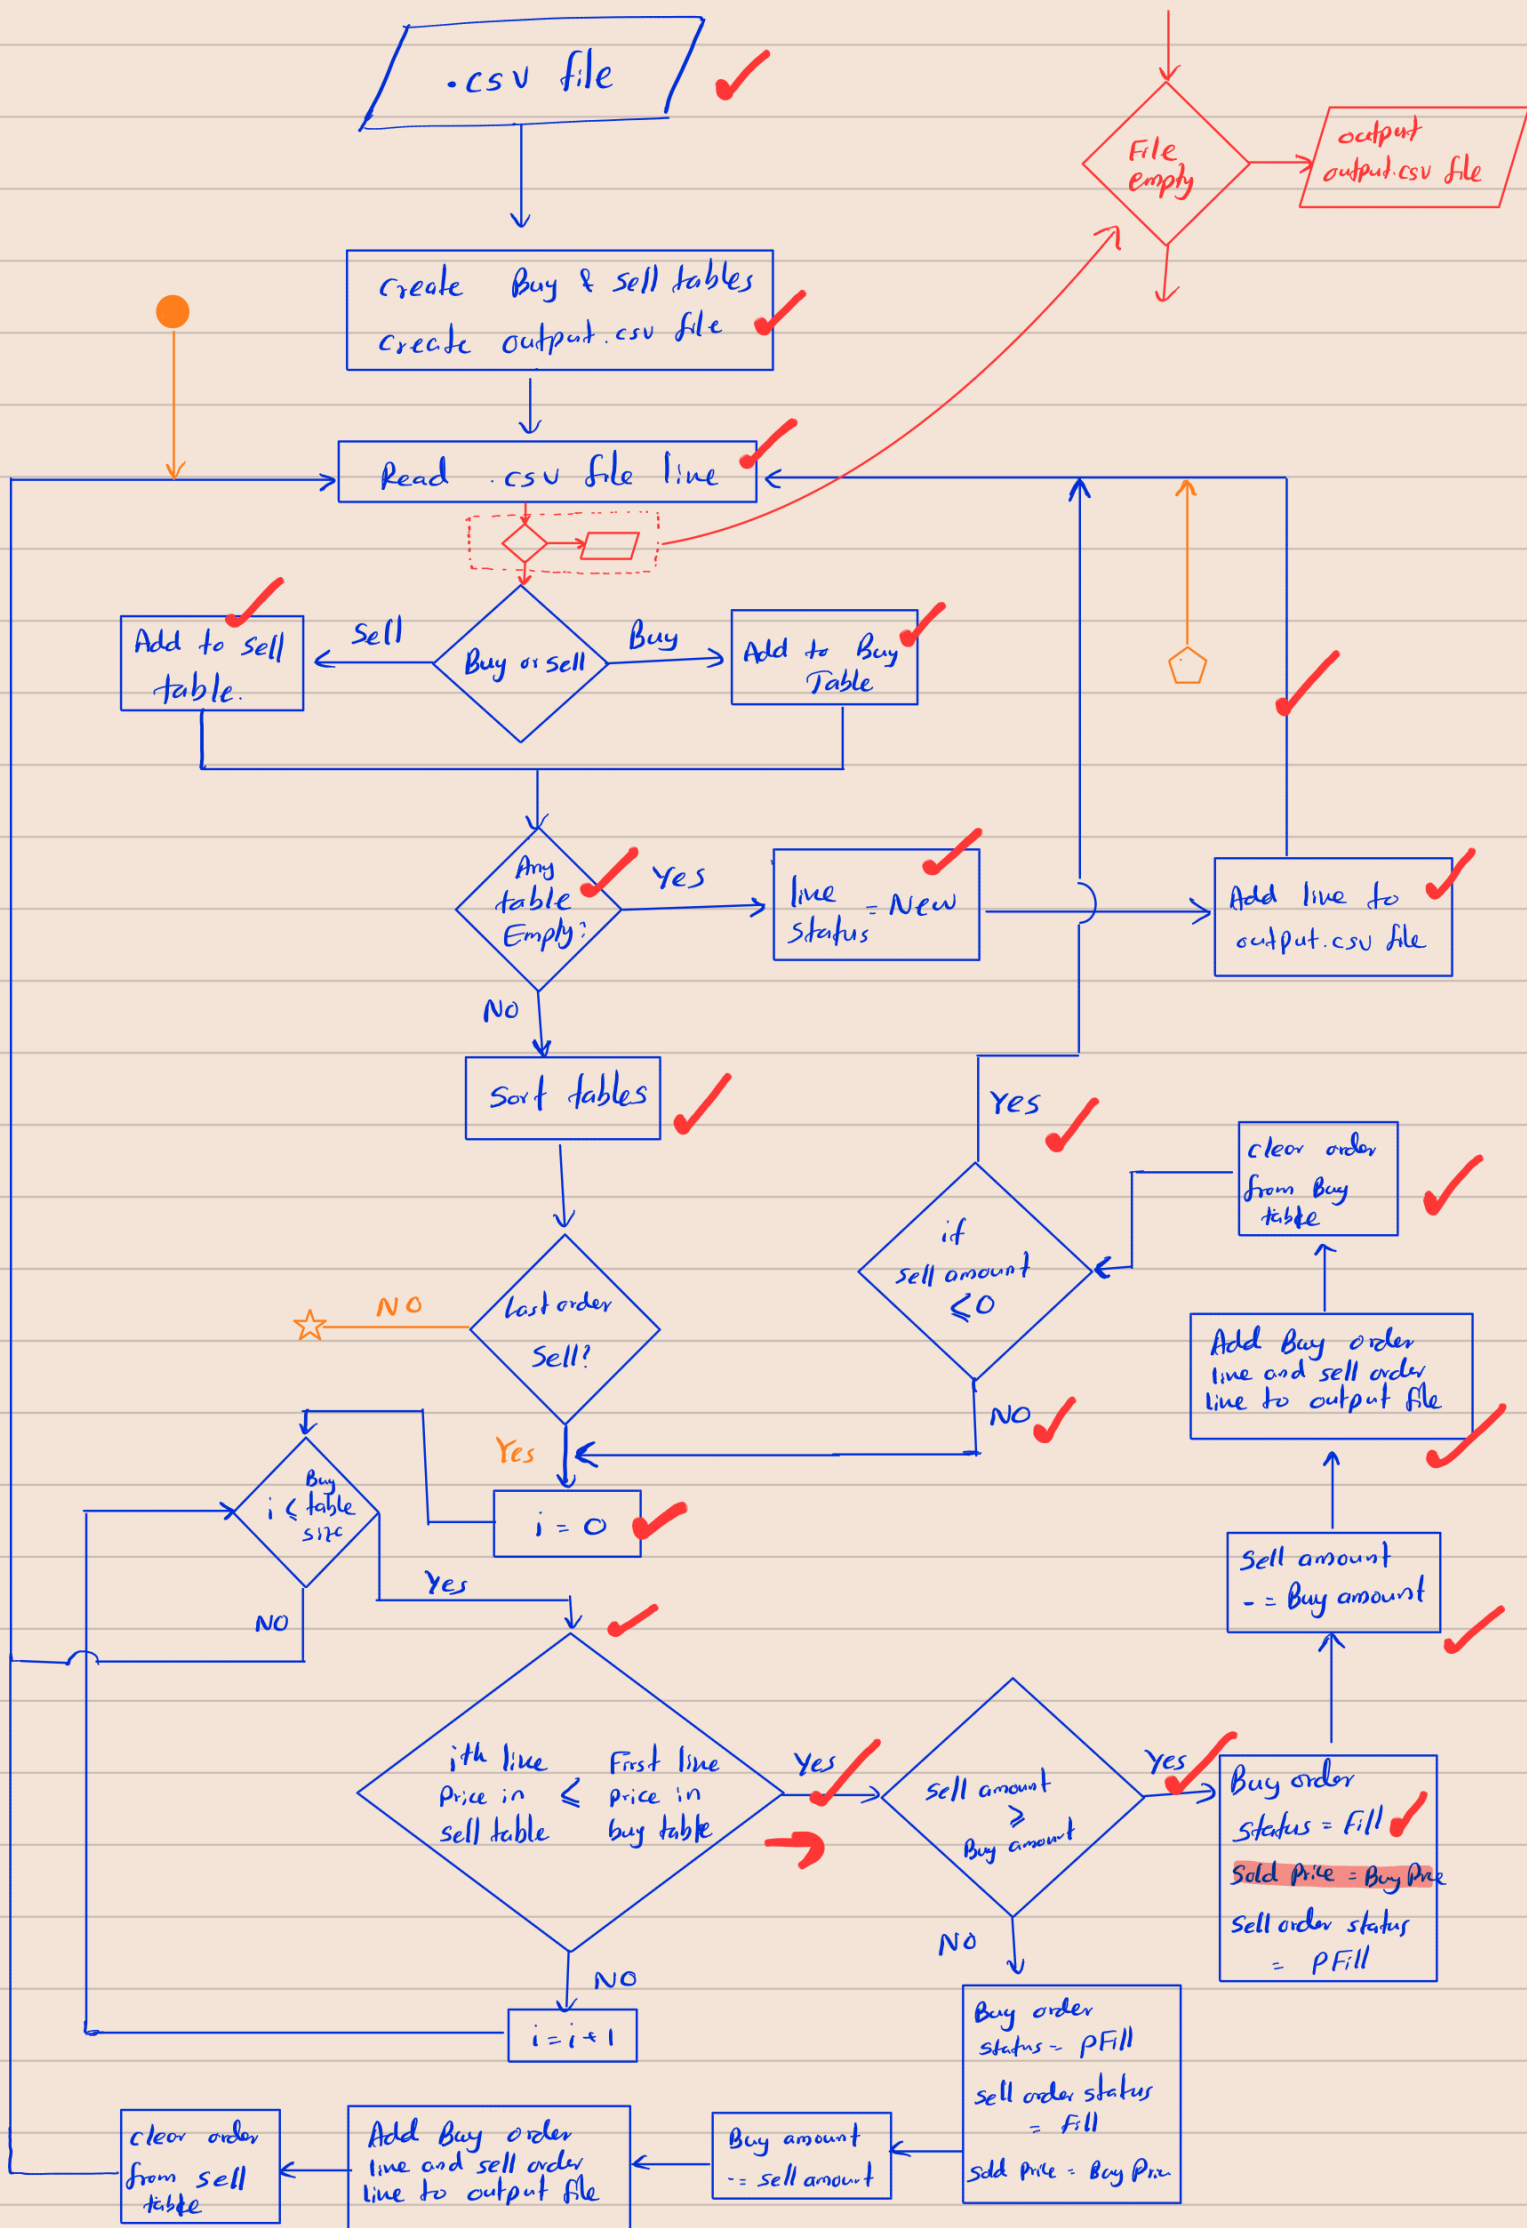 .csv file
File
empty
output
output.csv file
create Buy & sell tables
create output.csv file
Read .csv file line
Add to sell
table.
Sell
Buy or sell
Buy
Add to Buy
Table
Any
table
Empty?
Yes
line
status = New
Add line to
output.csv file
NO
Sort tables
Yes
clear order
from Buy
table
if
sell amount
≤0
Last order
Sell?
NO
Add Buy order
line and sell order
line to output file
NO
Yes
i = 0
Buy
i ≤ table
size
Yes
NO
Sell amount
-= Buy amount
ith line
Price in
sell table
≤
First line
price in
buy table
Yes
sell amount
≥
Buy amount
Yes
Buy order
status = Fill
Sold Price = Buy Price
Sell order status
= PFill
NO
NO
i = i + 1
Buy order
status = PFill
sell order status
= Fill
Buy amount
-= sell amount
Add Buy order
line and sell order
line to output file
clear order
from sell
table